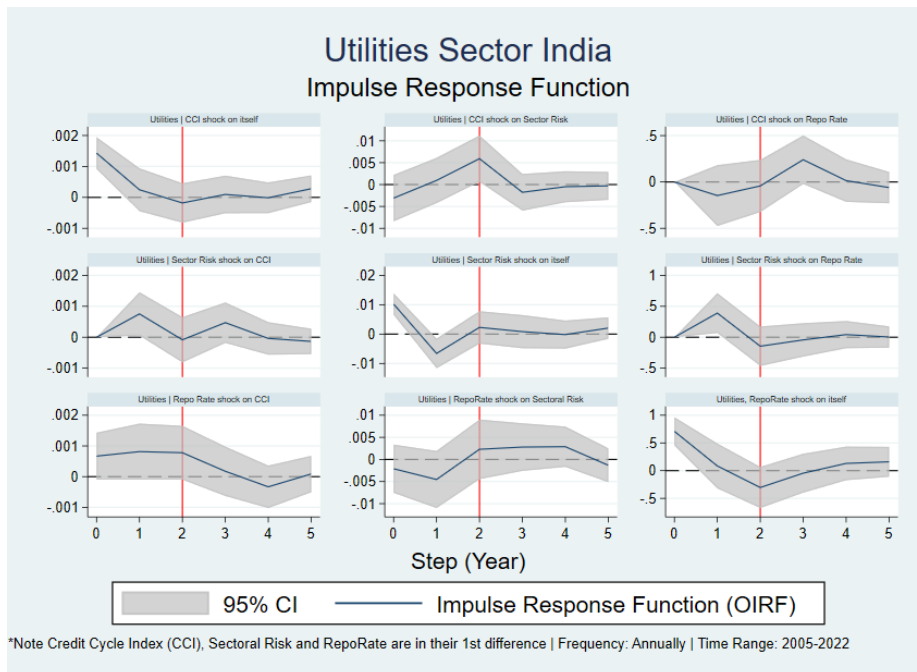 Utilities Sector India
Impulse Response Function
Utilities | CCI shock on itself
Utilities | CCI shock on Sector Risk
Utilities | CCI shock on Repo Rate
.002
.001
0
-.001
.01
.005
0
-.005
.5
0
-.5
Utilities | Sector Risk shock on CCI
Utilities | Sector Risk shock on itself
Utilities | Sector Risk shock on Repo Rate
.002
.001
0
-.001
.02
.01
0
-.01
1
.5
0
-.5
Utilities | Repo Rate shock on CCI
Utilities | RepoRate shock on Sectoral Risk
Utilities, RepoRate shock on itself
.002
.001
0
-.001
.01
.005
0
-.005
-.01
1
.5
0
-.5
0 1 2 3 4 5
0 1 2 3 4 5
0 1 2 3 4 5
Step (Year)
95% CI
Impulse Response Function (OIRF)
*Note Credit Cycle Index (CCI), Sectoral Risk and RepoRate are in their 1st difference | Frequency: Annually | Time Range: 2005-2022